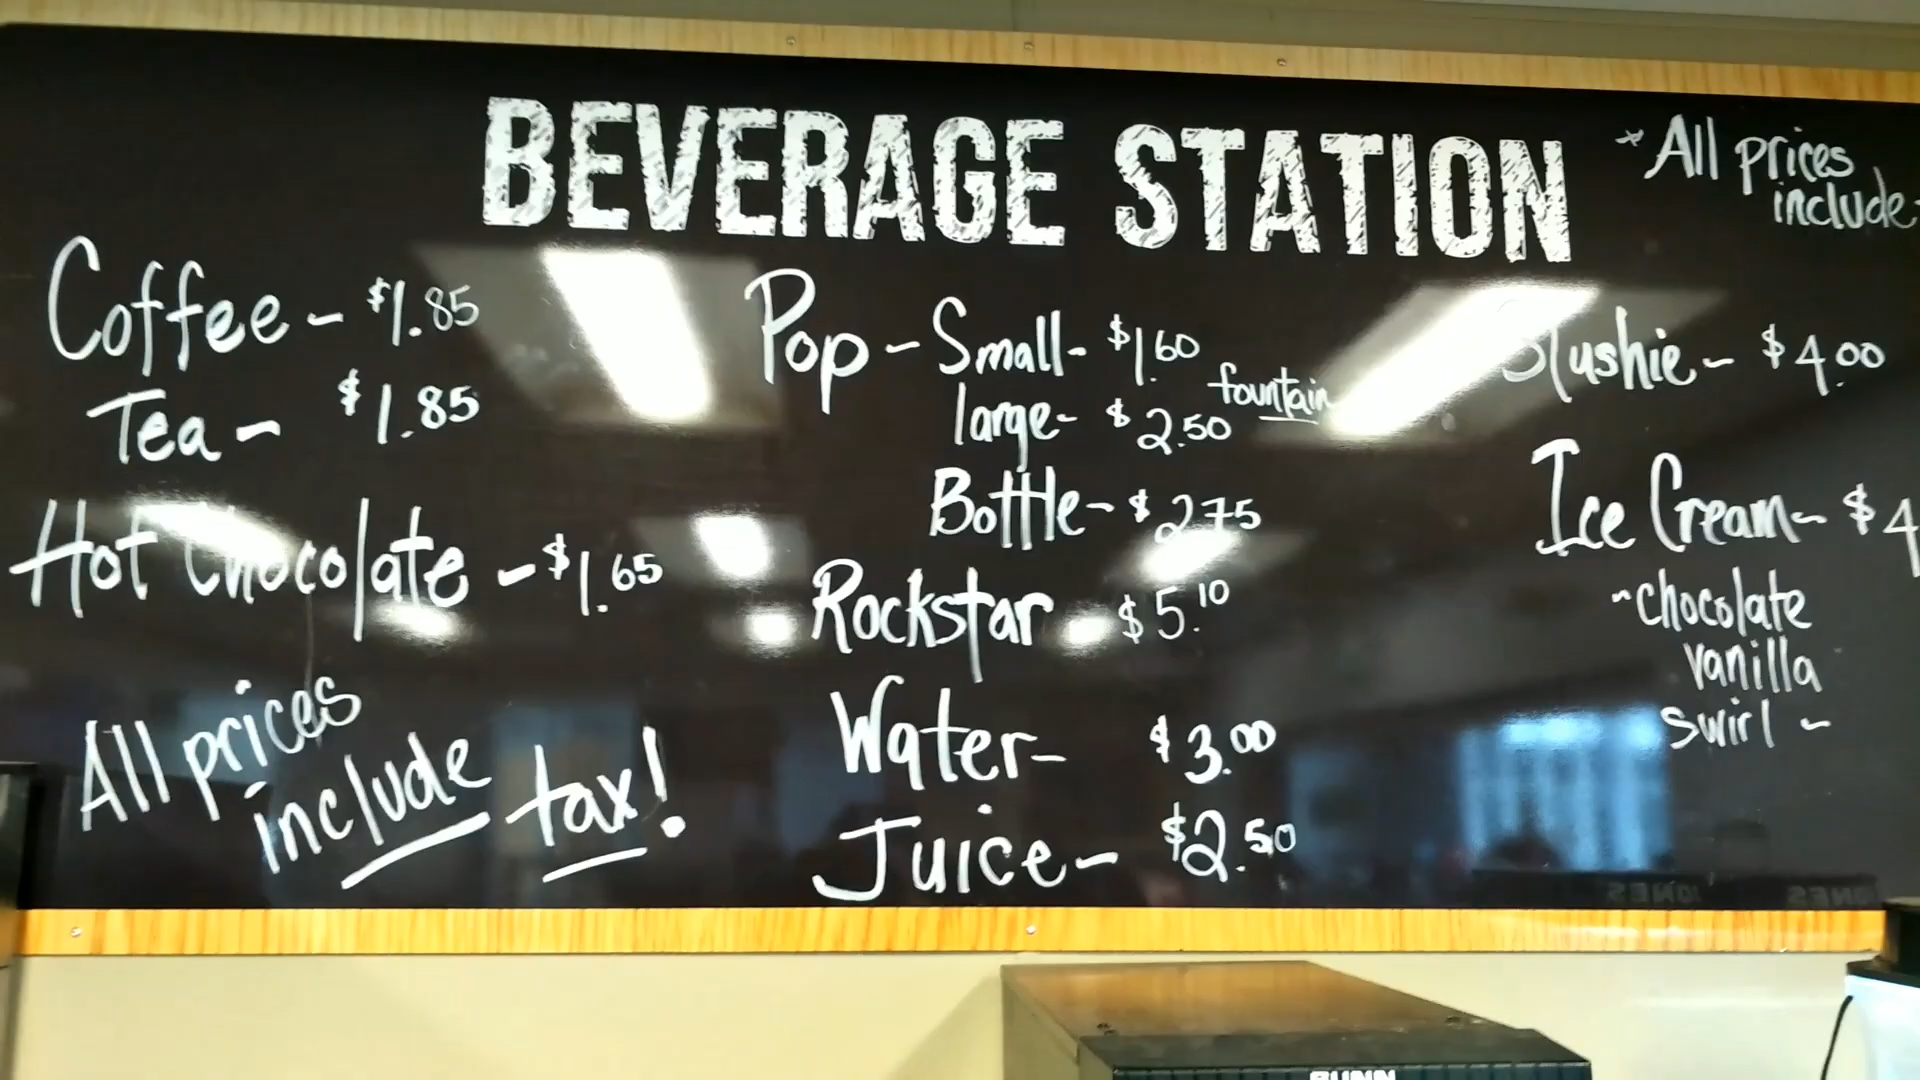 BEVERAGE STATION
*All prices
include
Coffee - $1.85
Tea - $1.85
Hot Chocolate - $1.65
All prices
include tax!
Pop - Small - $1.60
large - $2.50 fountain
Bottle - $2.75
Rockstar $5.10
Water - $3.00
Juice - $2.50
Slushie - $4.00
Ice Cream - $4
~chocolate
vanilla
swirl ~
BUNN